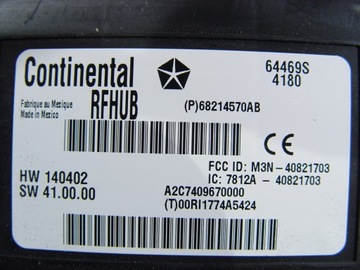 Continental
64469S
4180
RFHUB
Fabrique au Mexique
Made in Mexico
(P)68214570AB
CE
FCC ID: M3N - 40821703
HW 140402
IC: 7812A - 40821703
SW 41.00.00
A2C7409670000
(T)00RI1774A5424